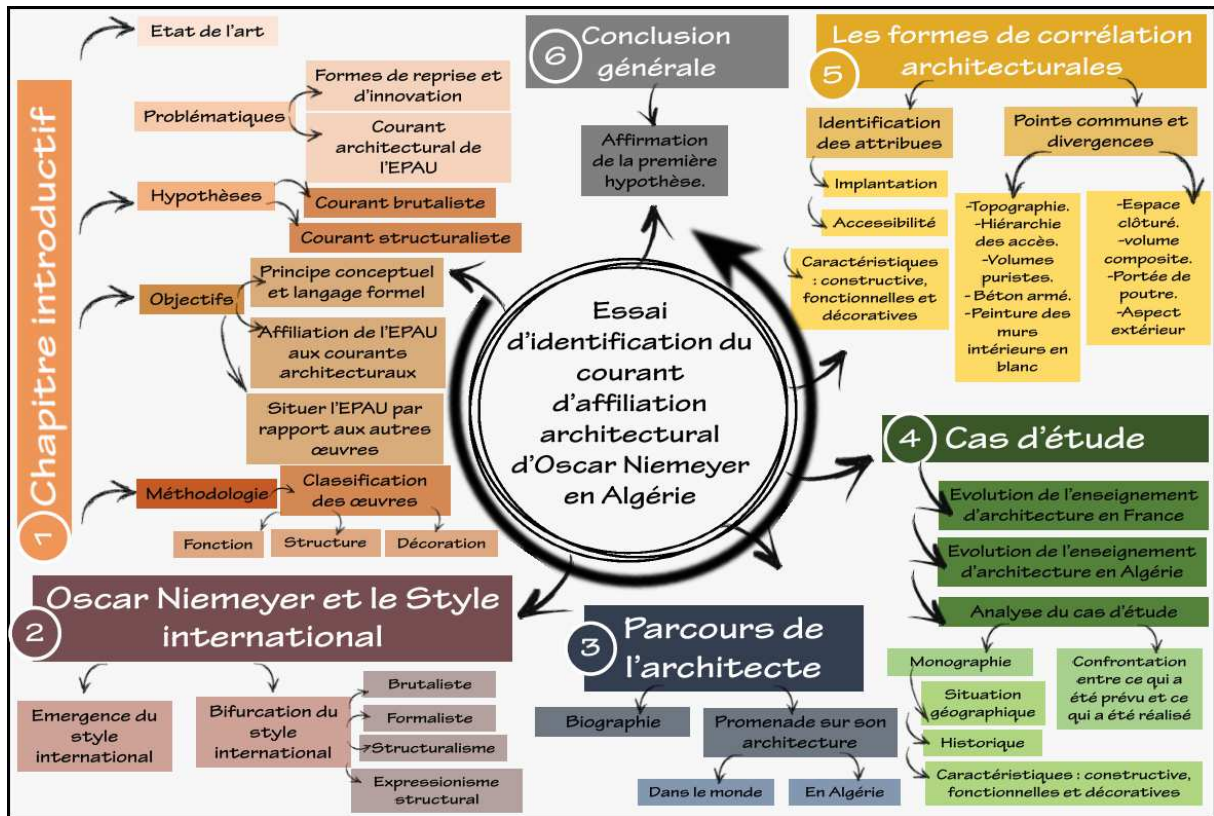 1
Chapitre introductif
Etat de l'art
Problématiques
Formes de reprise et
d'innovation
Courant
architectural de
l'EPAU
Hypothèses
Courant brutaliste
Courant structuraliste
Objectifs
Principe conceptuel
et langage formel
Affiliation de l'EPAU
aux courants
architecturaux
Situer l'EPAU par
rapport aux autres
œuvres
Méthodologie
Classification
des œuvres
Fonction
Structure
Décoration
Essai
d'identification du
courant
d'affiliation
architectural
d'Oscar Niemeyer
en Algérie
2
Oscar Niemeyer et le Style
international
Emergence du
style
international
Bifurcation du
style
international
Brutaliste
Formaliste
Structuralisme
Expressionisme
structural
3
Parcours de
l'architecte
Biographie
Promenade sur son
architecture
Dans le monde
En Algérie
4
Cas d'étude
Evolution de l'enseignement
d'architecture en France
Evolution de l'enseignement
d'architecture en Algérie
Analyse du cas d'étude
Monographie
Situation
géographique
Historique
Caractéristiques : constructive,
fonctionnelles et décoratives
Confrontation
entre ce qui a
été prévu et ce
qui a été réalisé
5
Les formes de corrélation
architecturales
Identification
des attribues
Implantation
Accessibilité
Caractéristiques
: constructive,
fonctionnelles et
décoratives
Points communs et
divergences
-Topographie.
-Hiérarchie
des accès.
-Volumes
puristes.
- Béton armé.
-Peinture des
murs
intérieurs en
blanc
-Espace
clôturé.
-volume
composite.
-Portée de
poutre.
-Aspect
extérieur
6
Conclusion
générale
Affirmation
de la première
hypothèse.